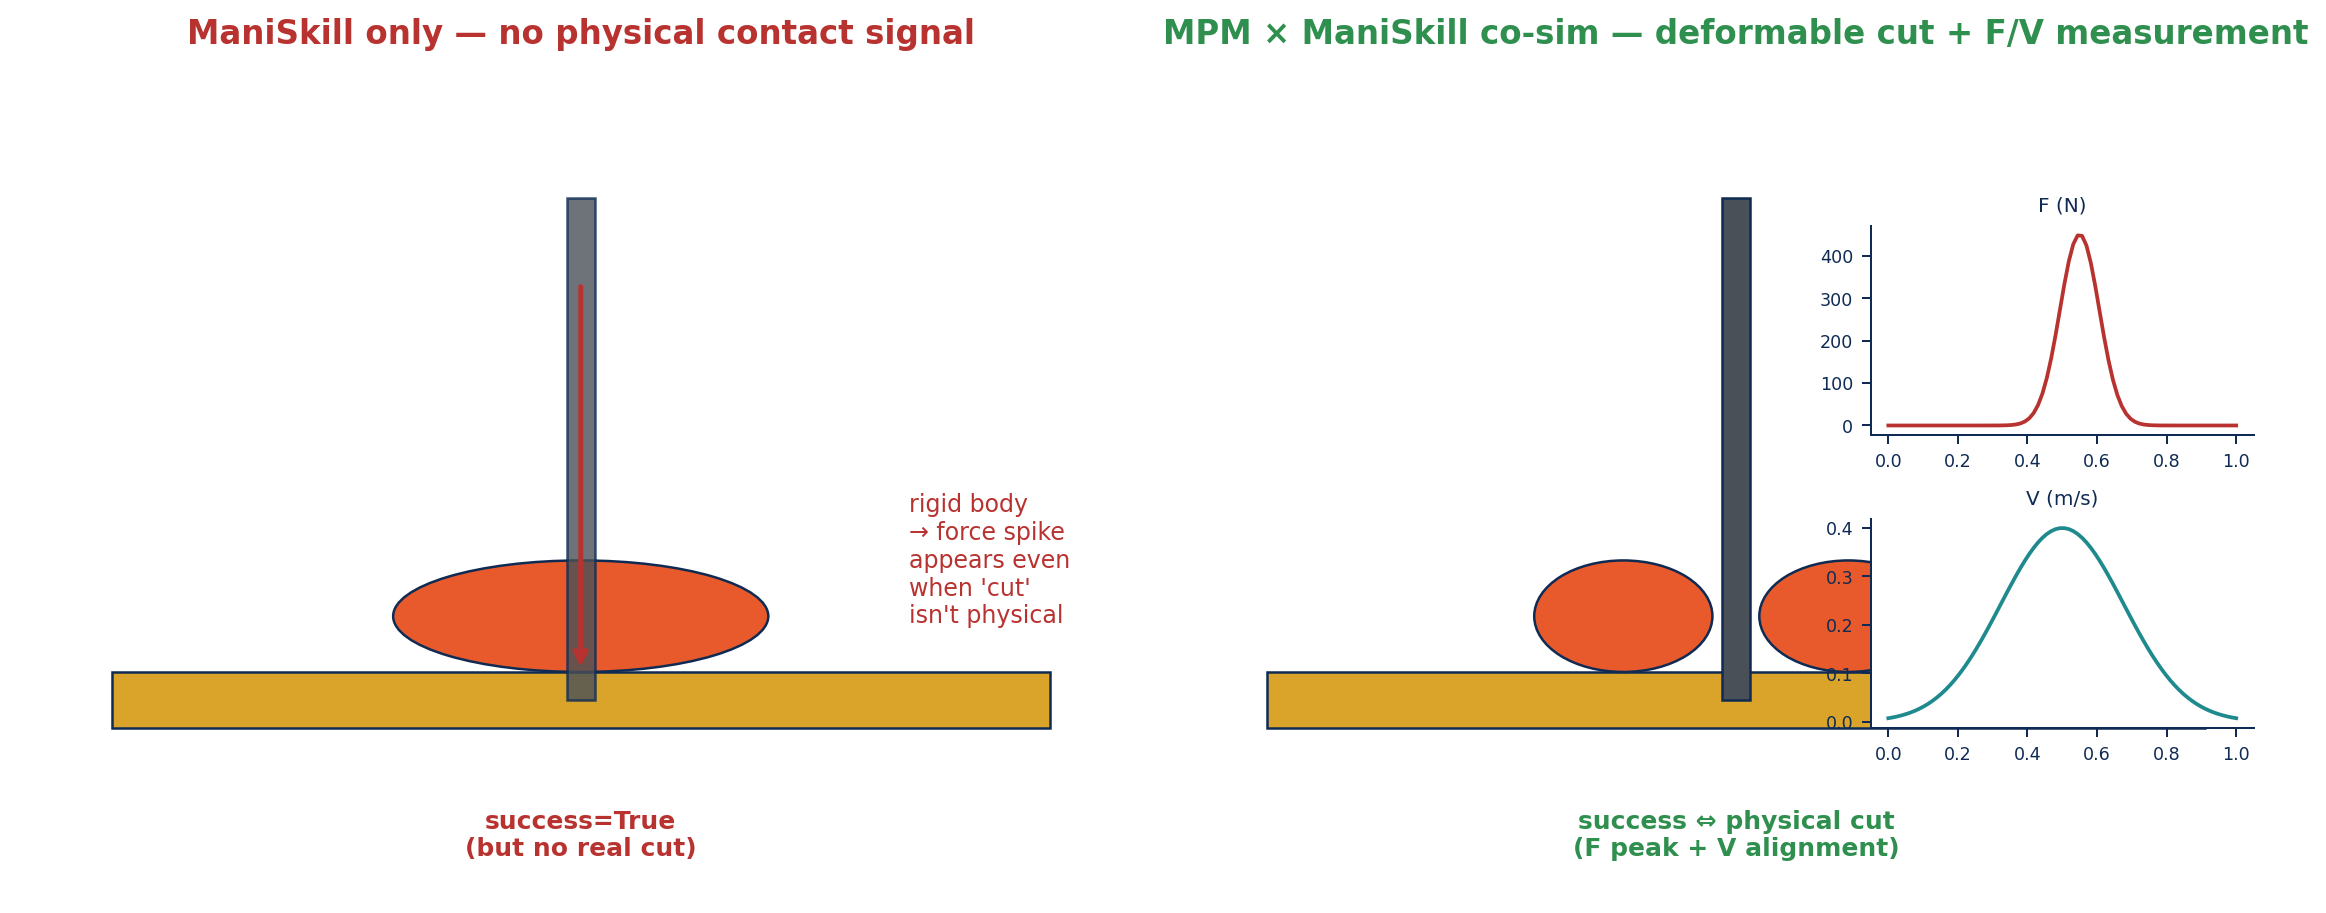 ManiSkill only — no physical contact signal
rigid body
→ force spike
appears even
when 'cut'
isn't physical
success=True
(but no real cut)
MPM × ManiSkill co-sim — deformable cut + F/V measurement
F (N)
400
300
200
100
0
0.0 0.2 0.4 0.6 0.8 1.0
V (m/s)
0.4
0.3
0.2
0.1
0.0
0.0 0.2 0.4 0.6 0.8 1.0
success ⇔ physical cut
(F peak + V alignment)